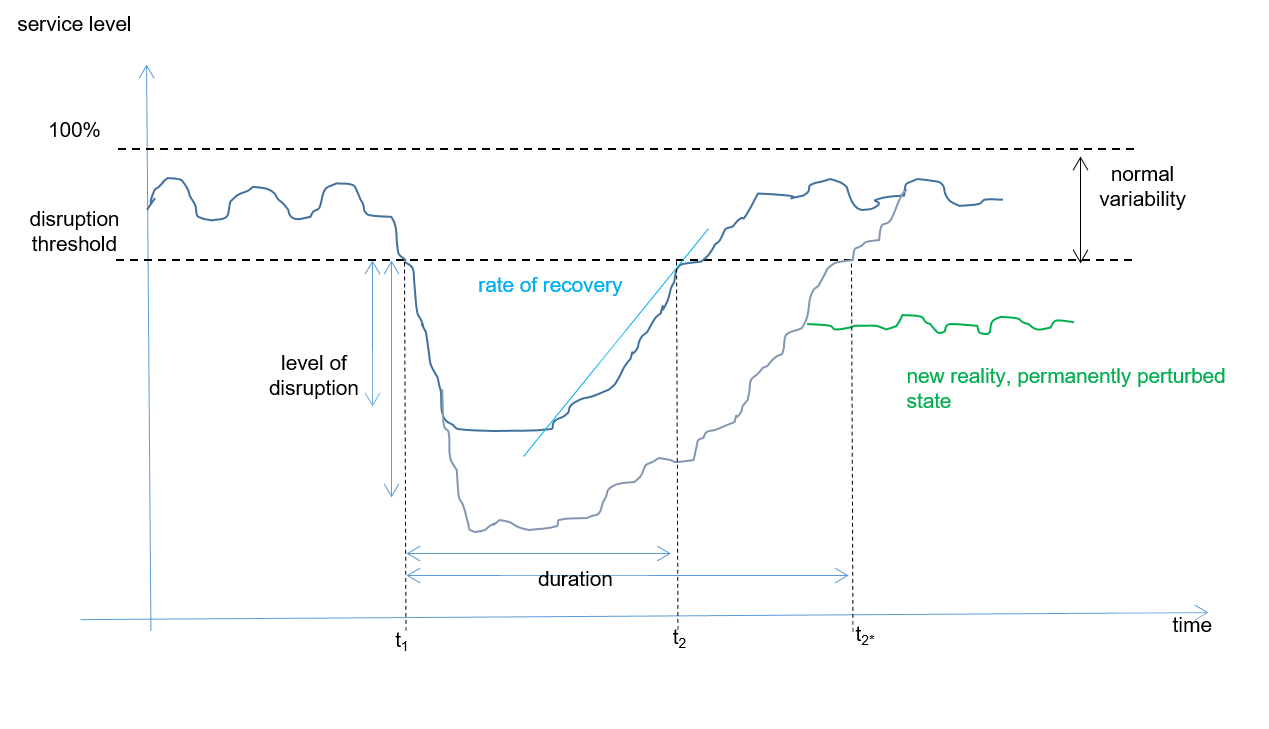 service level
100%
normal
variability
disruption
threshold
rate of recovery
level of
disruption
new reality, permanently perturbed
state
duration
time
t1
t2
t2*